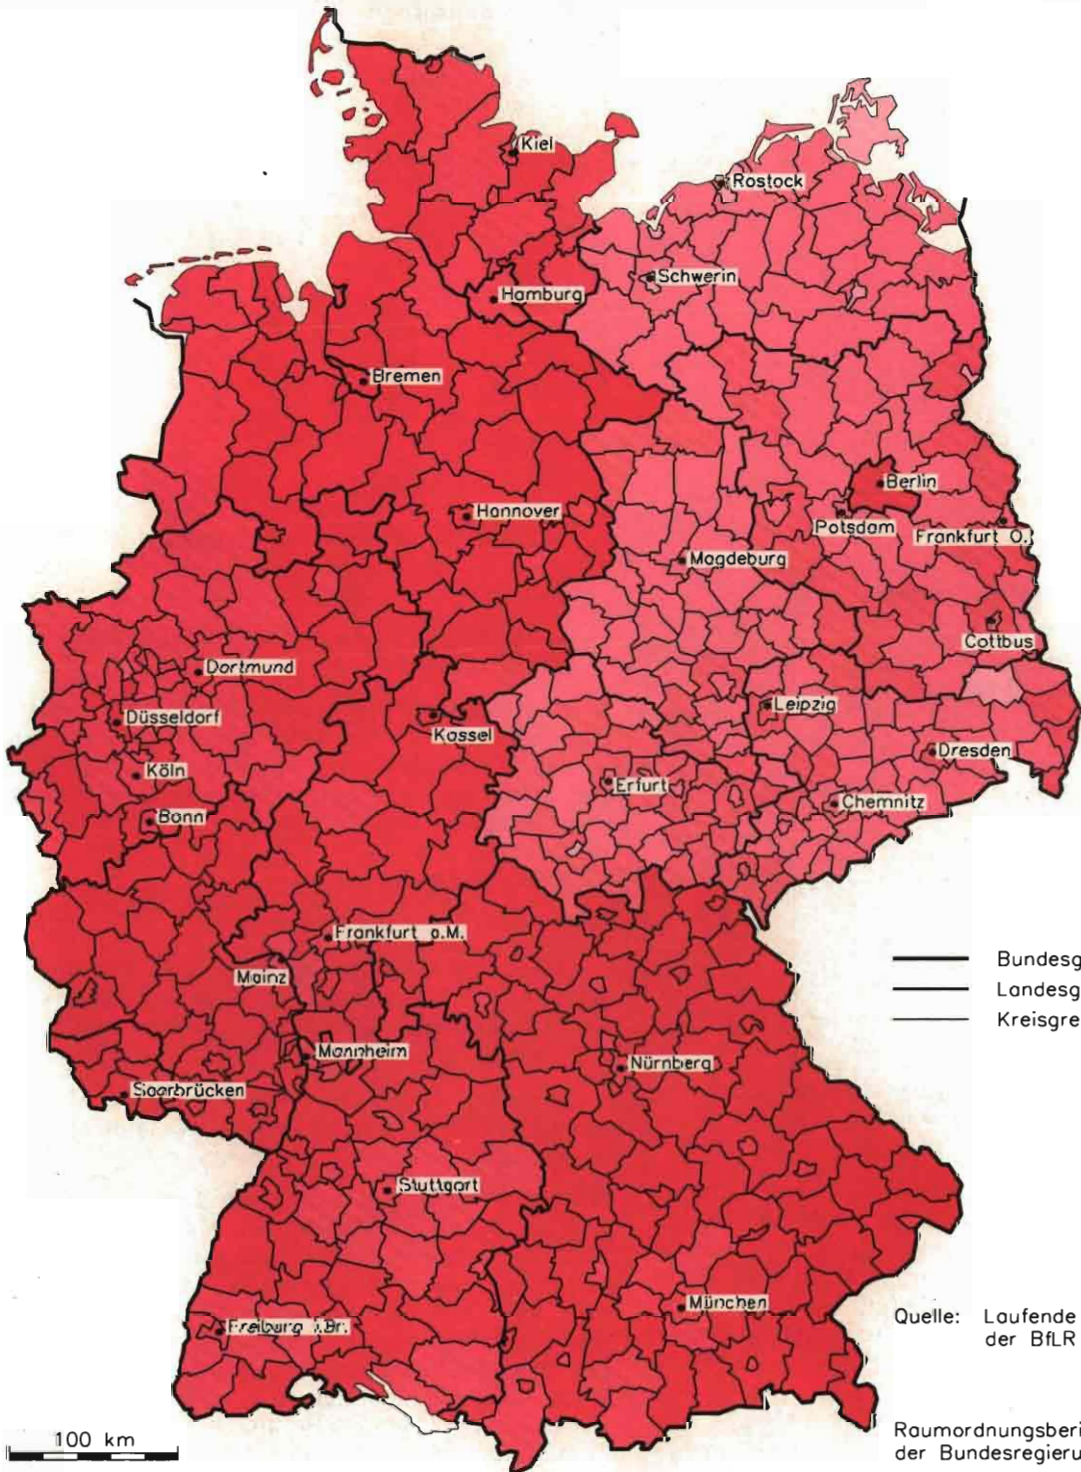 Kiel
Rostock
Schwerin
Hamburg
Bremen
Berlin
Hannover
Potsdam
Frankfurt O.
Magdeburg
Cottbus
Dortmund
Leipzig
Düsseldorf
Kassel
Dresden
Köln
Erfurt
Chemnitz
Bonn
Frankfurt a.M.
Bundesg
Mainz
Landesg
Kreisgre
Mannheim
Nürnberg
Saarbrücken
Stuttgart
München
Quelle: Laufende
der BfLR
Freiburg i.Br.
100 km
Raumordnungsberi
der Bundesregieru